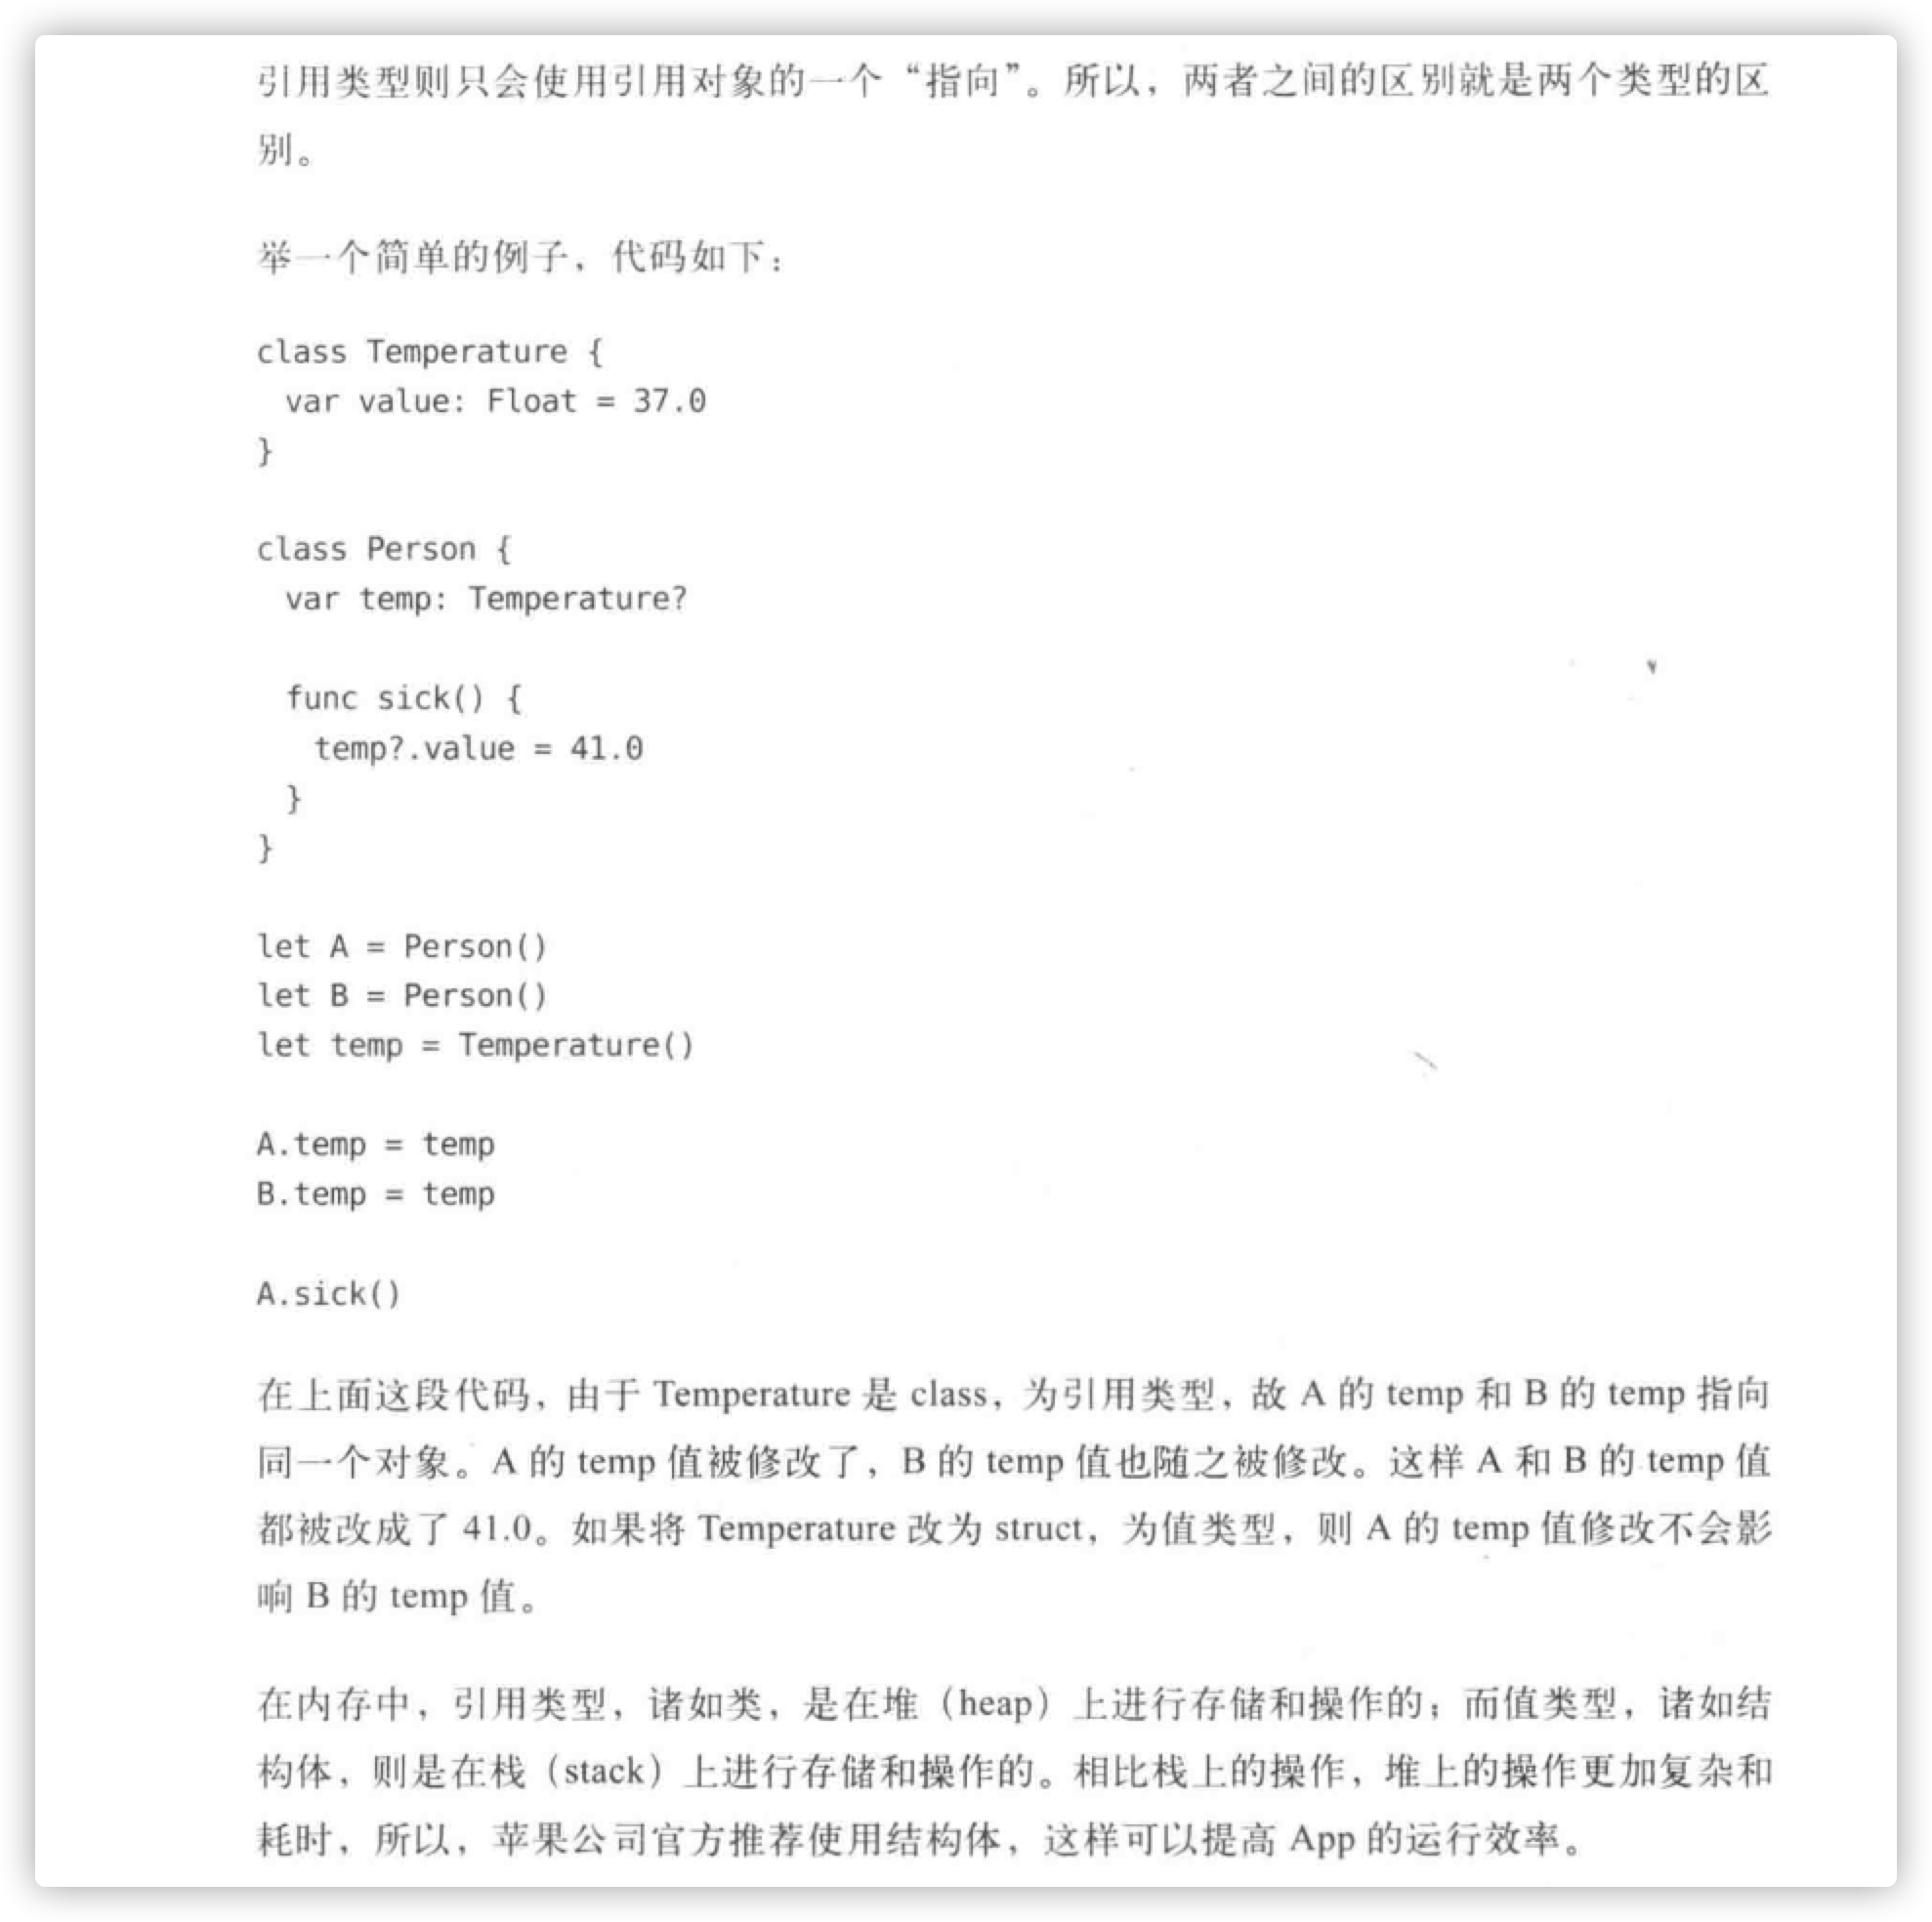 引用类型则只会使用引用对象的一个“指向”。所以，两者之间的区别就是两个类型的区
别。
举一个简单的例子，代码如下：
class Temperature {
  var value: Float = 37.0
}
class Person {
  var temp: Temperature?
  func sick() {
    temp?.value = 41.0
  }
}
let A = Person()
let B = Person()
let temp = Temperature()
A.temp = temp
B.temp = temp
A.sick()
在上面这段代码，由于 Temperature 是 class，为引用类型，故 A 的 temp 和 B 的 temp 指向
同一个对象。A 的 temp 值被修改了，B 的 temp 值也随之被修改。这样 A 和 B 的 temp 值
都被改成了 41.0。如果将 Temperature 改为 struct，为值类型，则 A 的 temp 值修改不会影
响 B 的 temp 值。
在内存中，引用类型，诸如类，是在堆（heap）上进行存储和操作的；而值类型，诸如结
构体，则是在栈（stack）上进行存储和操作的。相比栈上的操作，堆上的操作更加复杂和
耗时，所以，苹果公司官方推荐使用结构体，这样可以提高 App 的运行效率。